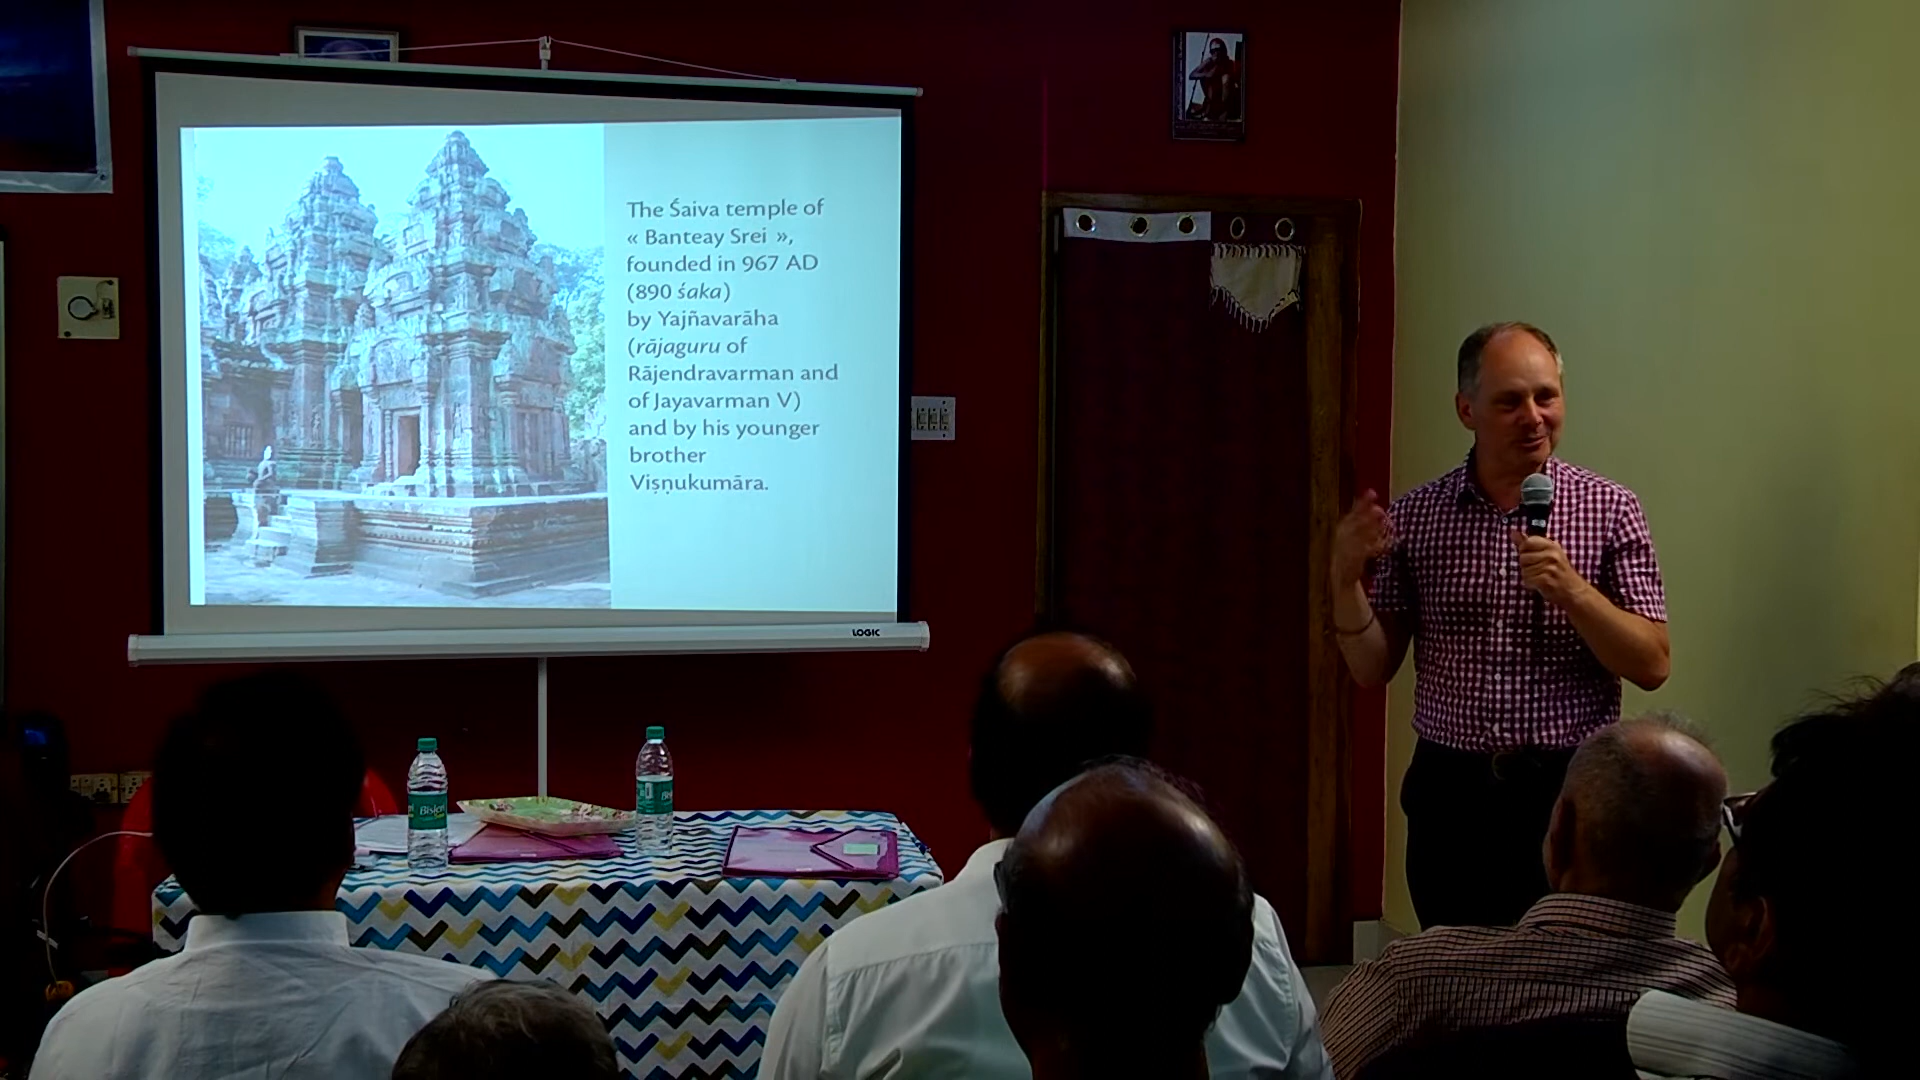 The Śaiva temple of
« Banteay Srei »,
founded in 967 AD
(890 śaka)
by Yajñavarāha
(rājaguru of
Rājendravarman and
of Jayavarman V)
and by his younger
brother
Viṣṇukumāra.
LOGIC
Bisleri